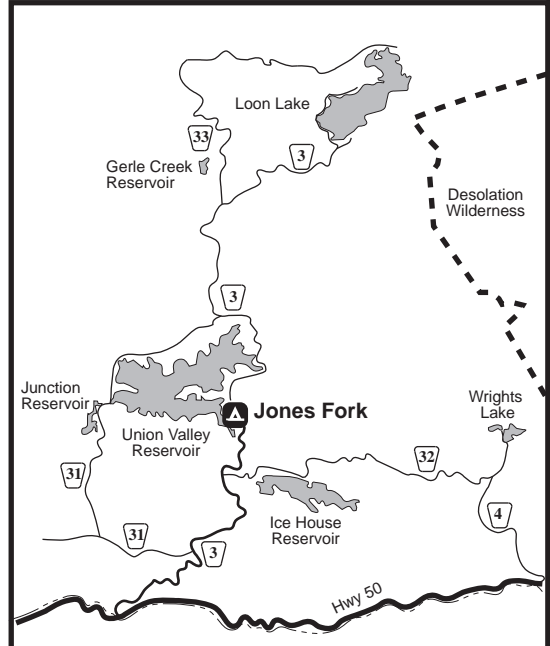 Loon Lake
33
3
Gerle Creek
Reservoir
Desolation
Wilderness
3
Junction
Reservoir
Jones Fork
Wrights
Lake
Union Valley
Reservoir
32
31
Ice House
Reservoir
4
31
3
Hwy 50